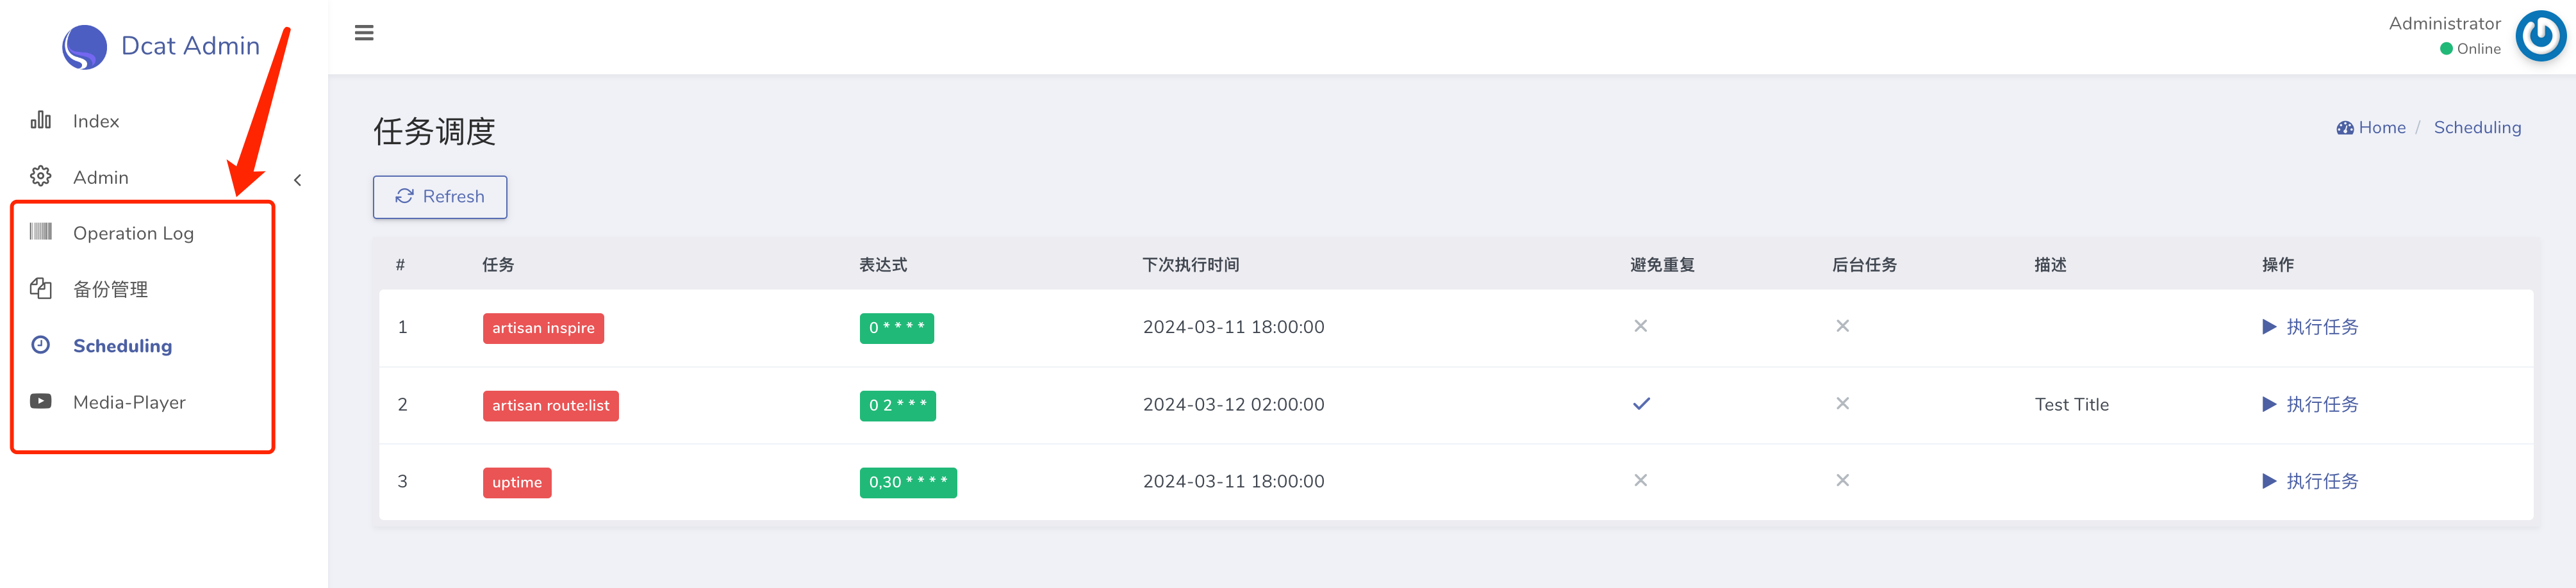 Dcat Admin
Administrator
Online
Index
Admin
Operation Log
备份管理
Scheduling
Media-Player
任务调度
Home / Scheduling
Refresh
# 任务 表达式 下次执行时间 避免重复 后台任务 描述 操作
1 artisan inspire 0 * * * * 2024-03-11 18:00:00 执行任务
2 artisan route:list 0 2 * * * 2024-03-12 02:00:00 Test Title 执行任务
3 uptime 0,30 * * * * 2024-03-11 18:00:00 执行任务